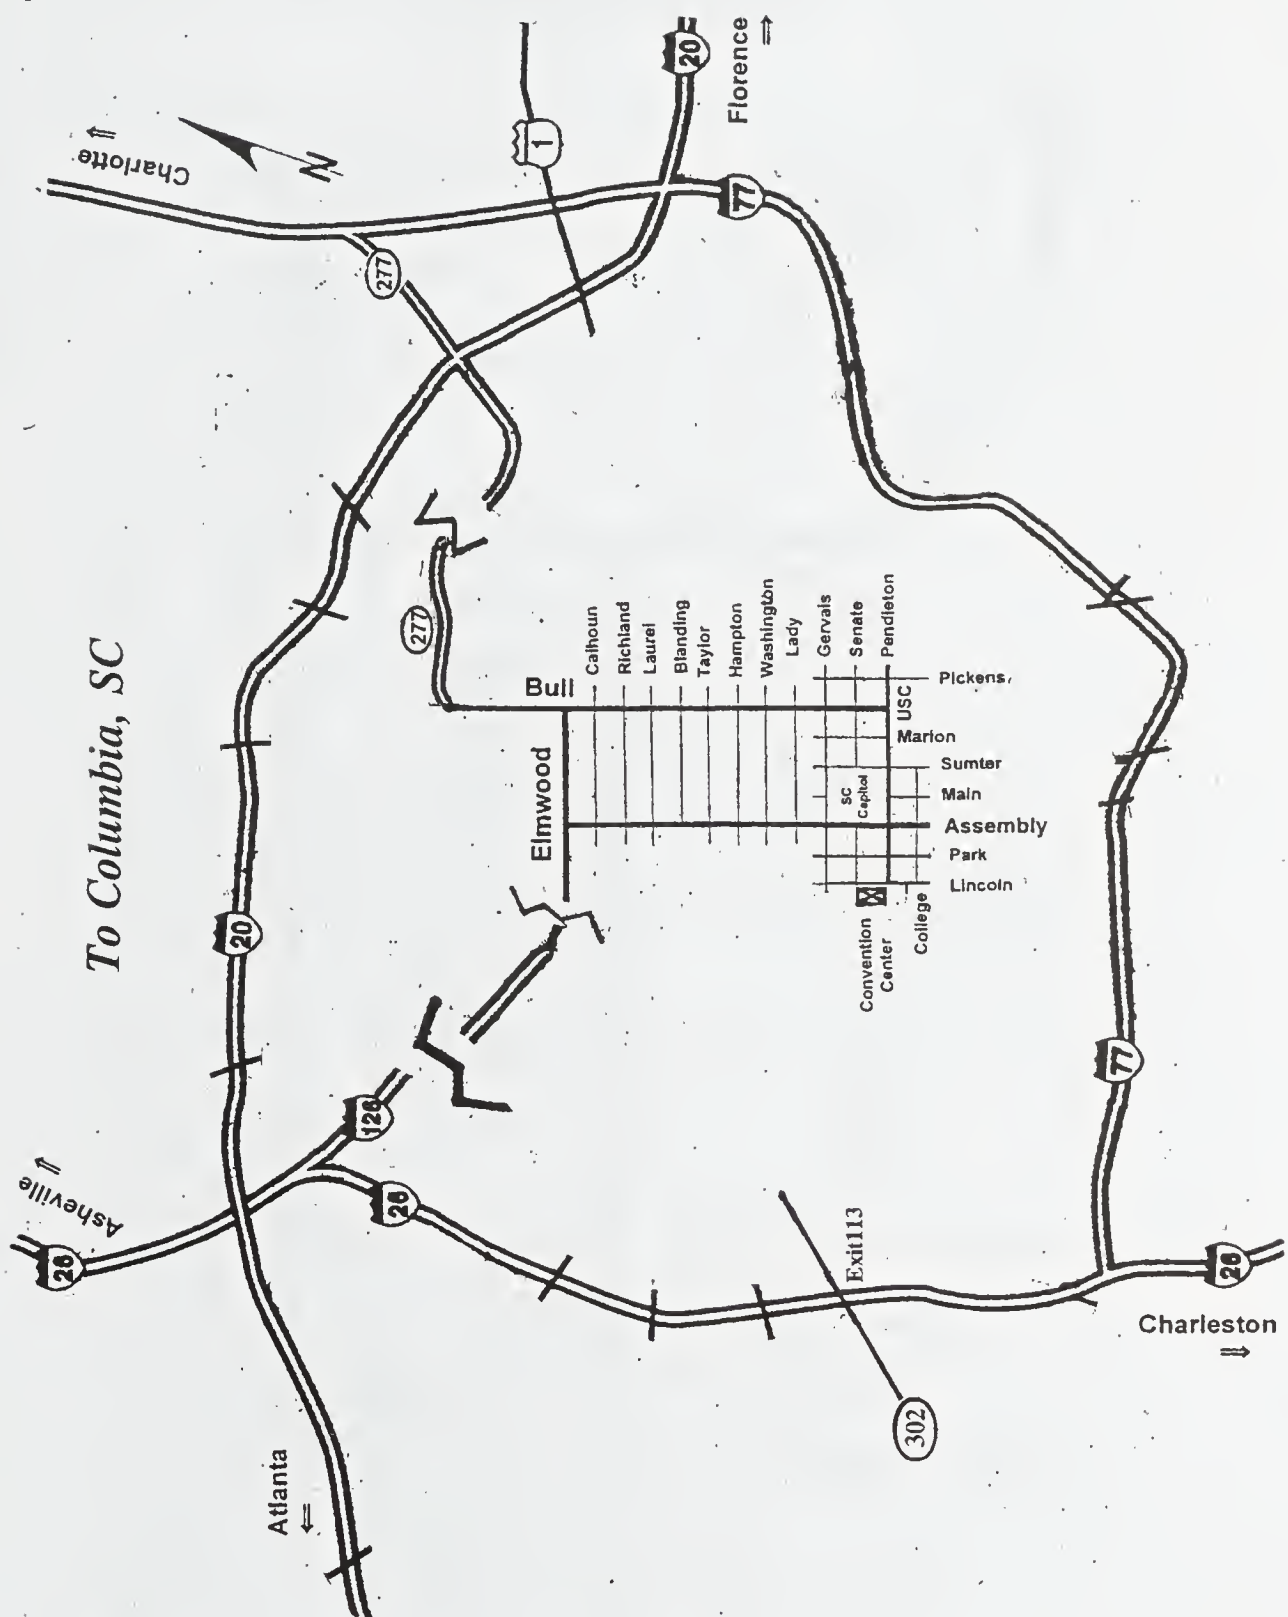 To Columbia, SC
Asheville
26
Charlotte
N
Atlanta
20
277
1
20
Florence
126
26
277
77
Elmwood
Bull
Calhoun
Richland
Laurel
Blanding
Taylor
Hampton
Washington
Lady
Gervais
Senate
Pendleton
SC
Capitol
USC
Pickens
Marion
Sumter
Main
Assembly
Park
Lincoln
College
Convention
Center
Exit113
302
77
26
Charleston